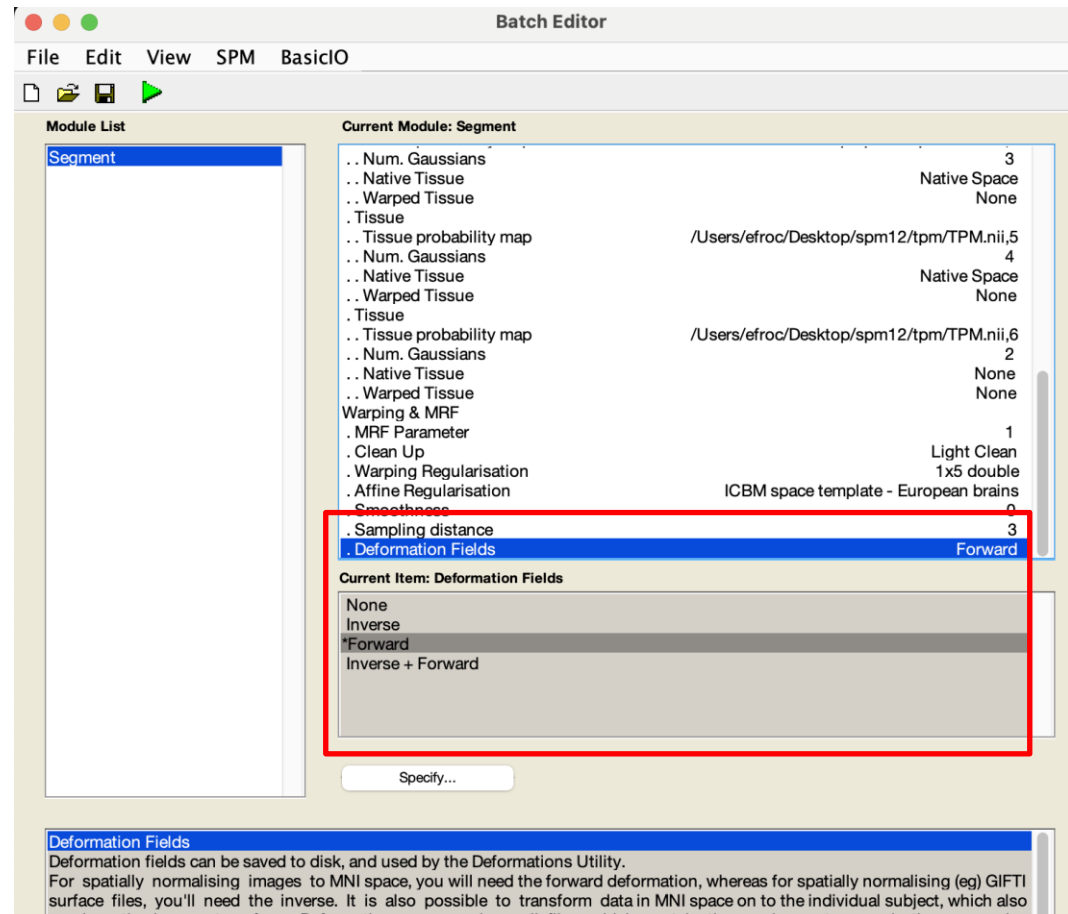 Batch Editor
File Edit View SPM BasicIO
Module List
Current Module: Segment
Segment
. . Num. Gaussians 3
. . Native Tissue Native Space
. . Warped Tissue None
. Tissue
. . Tissue probability map /Users/efroc/Desktop/spm12/tpm/TPM.nii,5
. . Num. Gaussians 4
. . Native Tissue Native Space
. . Warped Tissue None
. Tissue
. . Tissue probability map /Users/efroc/Desktop/spm12/tpm/TPM.nii,6
. . Num. Gaussians 2
. . Native Tissue None
. . Warped Tissue None
Warping & MRF
. MRF Parameter 1
. Clean Up Light Clean
. Warping Regularisation 1x5 double
. Affine Regularisation ICBM space template - European brains
. Smoothness 0
. Sampling distance 3
. Deformation Fields Forward
Current Item: Deformation Fields
None
Inverse
*Forward
Inverse + Forward
Specify...
Deformation Fields
Deformation fields can be saved to disk, and used by the Deformations Utility.
For spatially normalising images to MNI space, you will need the forward deformation, whereas for spatially normalising (eg) GIFTI
surface files, you'll need the inverse. It is also possible to transform data in MNI space on to the individual subject, which also